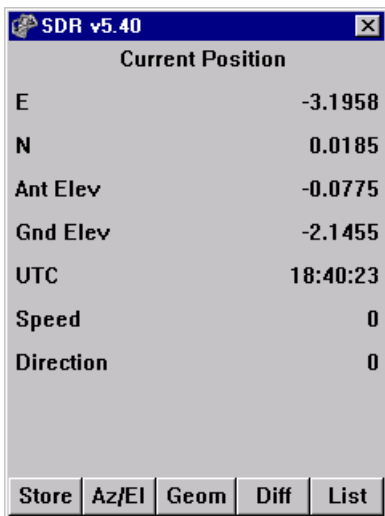 SDR v5.40
Current Position
E -3.1958
N 0.0185
Ant Elev -0.0775
Gnd Elev -2.1455
UTC 18:40:23
Speed 0
Direction 0
Store Az/El Geom Diff List